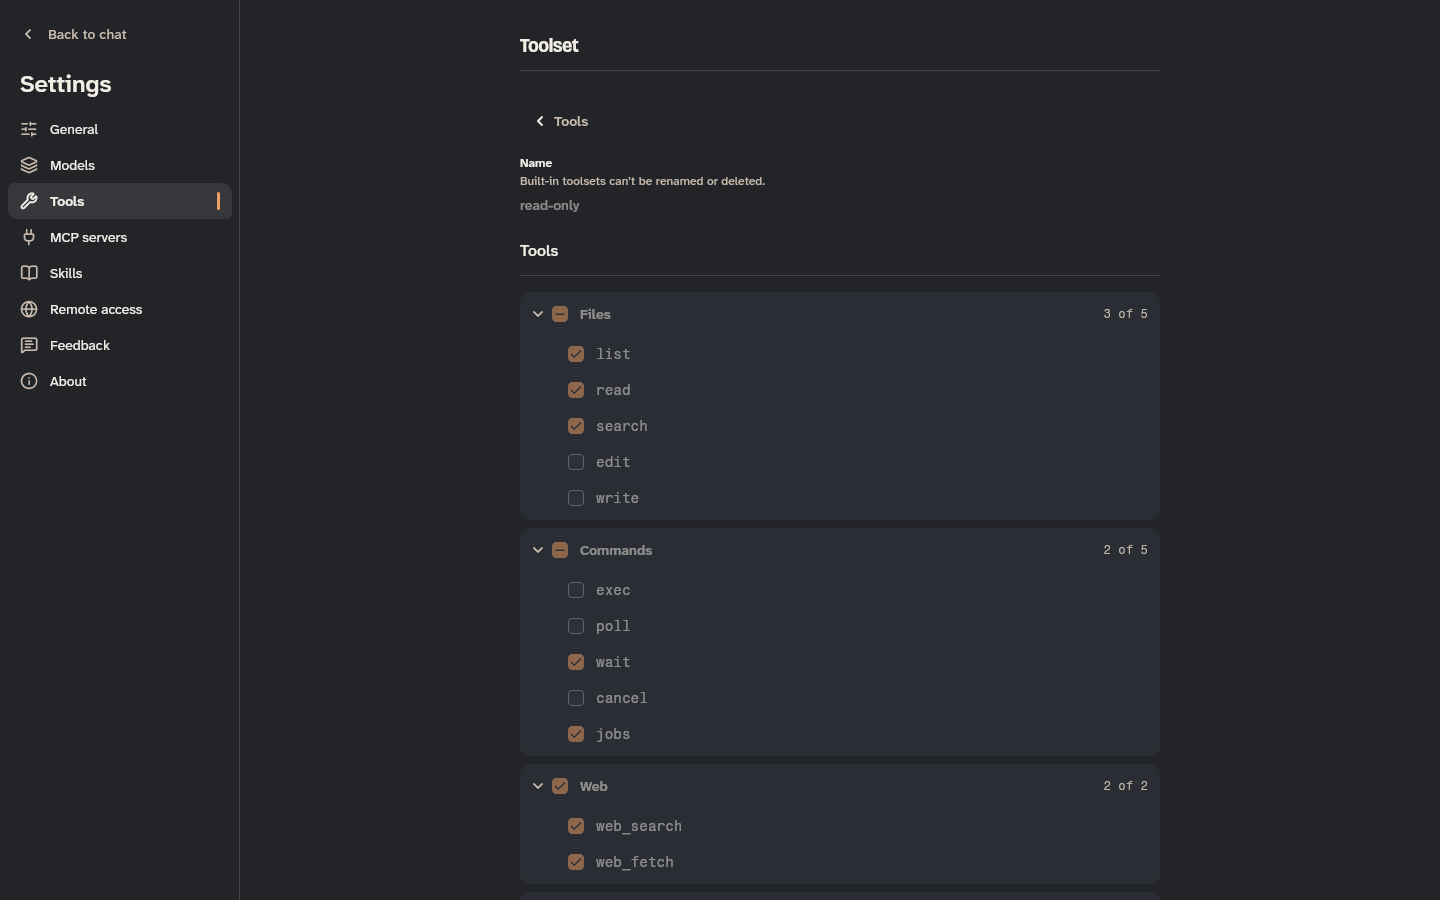 Back to chat
Settings
General
Models
Tools
MCP servers
Skills
Remote access
Feedback
About
Toolset
Tools
Name
Built-in toolsets can't be renamed or deleted.
read-only
Tools
Files 3 of 5
list
read
search
edit
write
Commands 2 of 5
exec
poll
wait
cancel
jobs
Web 2 of 2
web_search
web_fetch